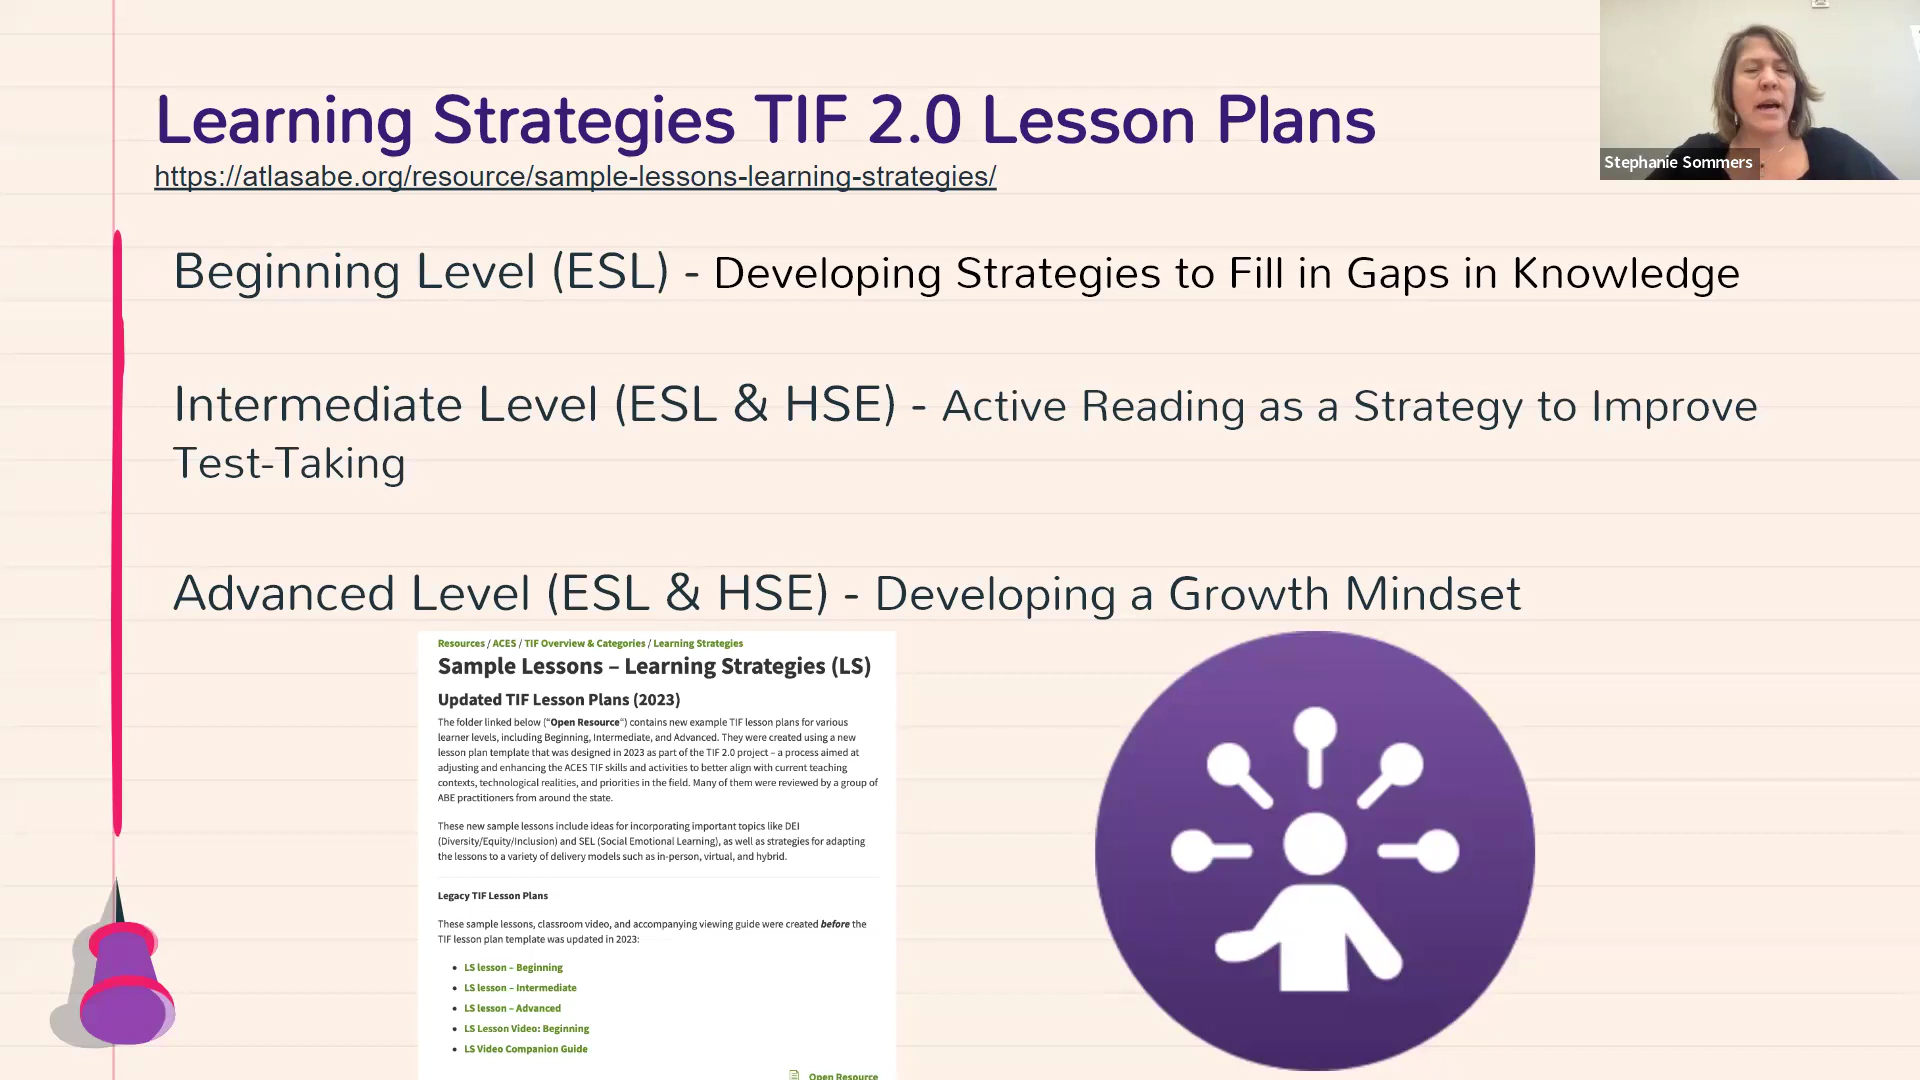 Learning Strategies TIF 2.0 Lesson Plans
https://atlasabe.org/resource/sample-lessons-learning-strategies/
Stephanie Sommers
Beginning Level (ESL) - Developing Strategies to Fill in Gaps in Knowledge
Intermediate Level (ESL & HSE) - Active Reading as a Strategy to Improve
Test-Taking
Advanced Level (ESL & HSE) - Developing a Growth Mindset
Resources / ACES / TIF Overview & Categories / Learning Strategies
Sample Lessons – Learning Strategies (LS)
Updated TIF Lesson Plans (2023)
The folder linked below (“Open Resource“) contains new example TIF lesson plans for various
learner levels, including Beginning, Intermediate, and Advanced. They were created using a new
lesson plan template that was designed in 2023 as part of the TIF 2.0 project – a process aimed at
adjusting and enhancing the ACES TIF skills and activities to better align with current teaching
contexts, technological realities, and priorities in the field. Many of them were reviewed by a group of
ABE practitioners from around the state.
These new sample lessons include ideas for incorporating important topics like DEI
(Diversity/Equity/Inclusion) and SEL (Social Emotional Learning), as well as strategies for adapting
the lessons to a variety of delivery models such as in-person, virtual, and hybrid.
Legacy TIF Lesson Plans
These sample lessons, classroom video, and accompanying viewing guide were created before the
TIF lesson plan template was updated in 2023:
• LS lesson – Beginning
• LS lesson – Intermediate
• LS lesson – Advanced
• LS Lesson Video: Beginning
• LS Video Companion Guide
Open Resource